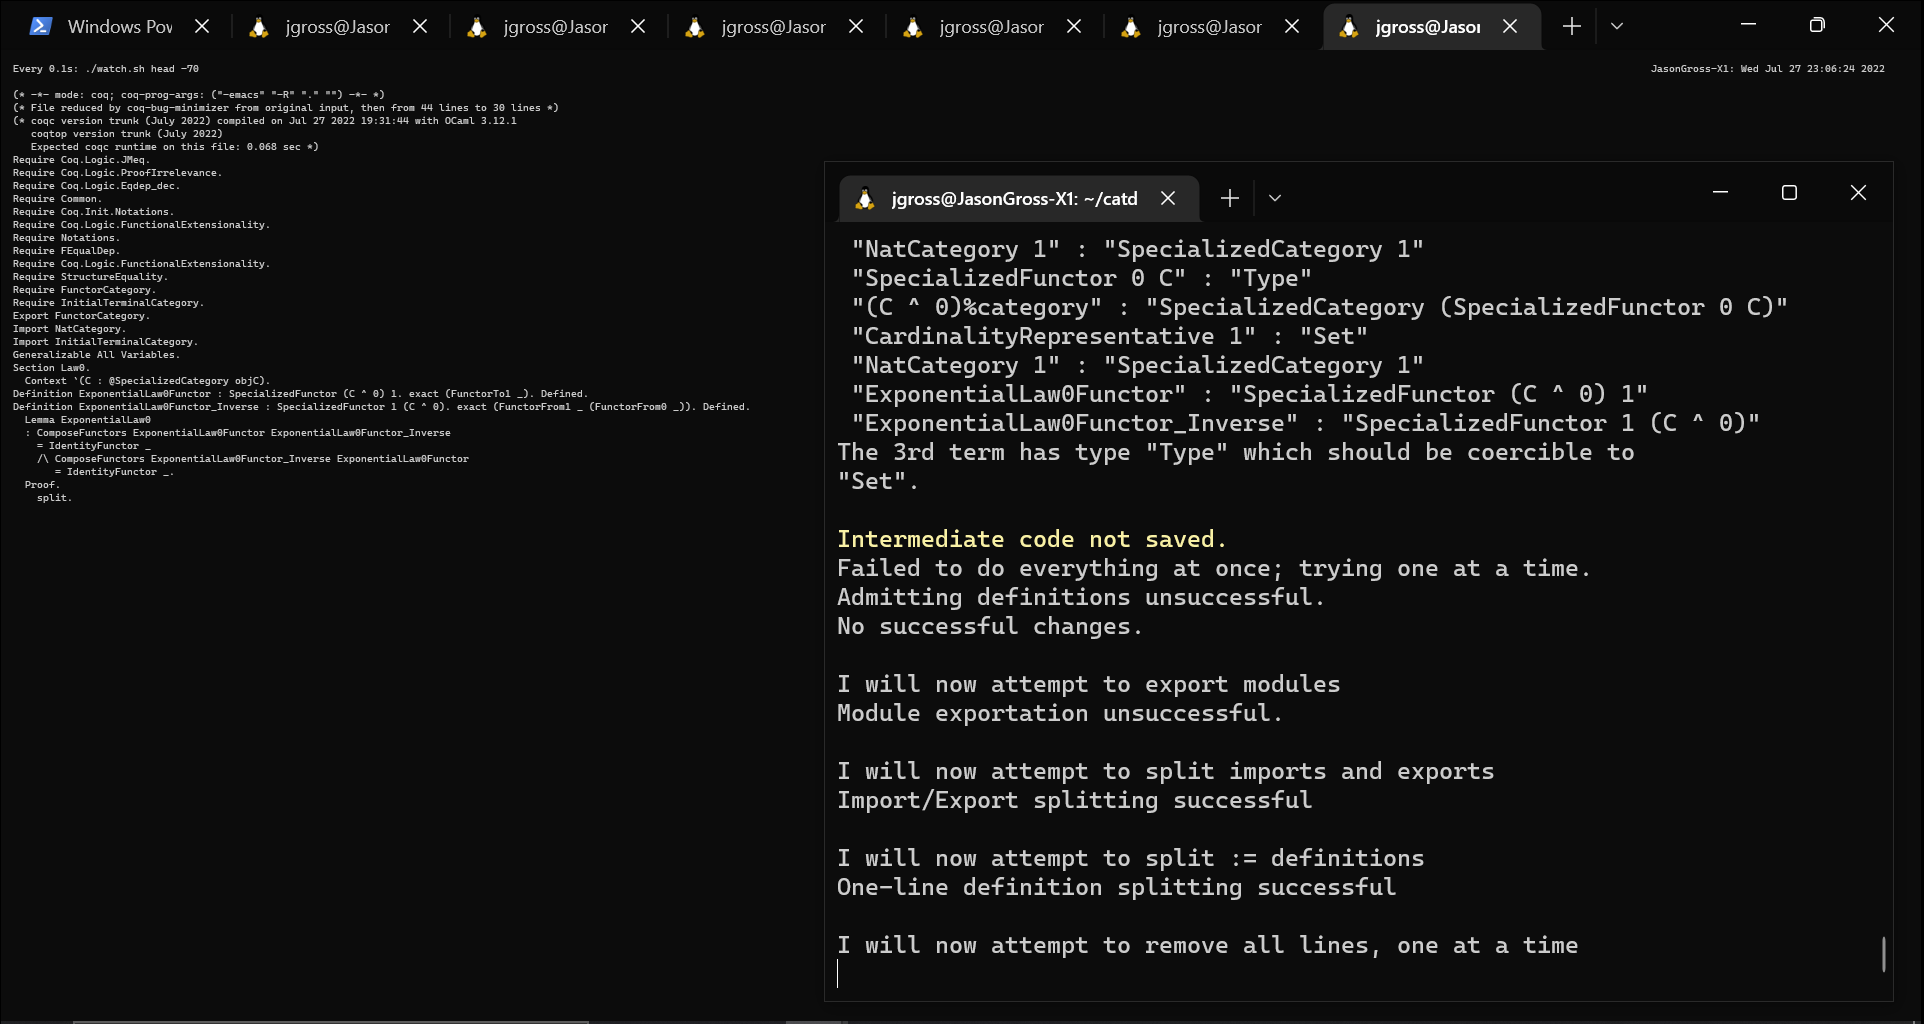 Windows Pov
jgross@Jasor
jgross@Jasor
jgross@Jasor
jgross@Jasor
jgross@Jasor
jgross@Jasor
Every 0.1s: ./watch.sh head -70
JasonGross-X1: Wed Jul 27 23:06:24 2022
(* -*- mode: coq; coq-prog-args: ("-emacs" "-R" "." "") -*- *)
(* File reduced by coq-bug-minimizer from original input, then from 44 lines to 30 lines *)
(* coqc version trunk (July 2022) compiled on Jul 27 2022 19:31:44 with OCaml 3.12.1
   coqtop version trunk (July 2022)
   Expected coqc runtime on this file: 0.068 sec *)
Require Coq.Logic.JMeq.
Require Coq.Logic.ProofIrrelevance.
Require Coq.Logic.Eqdep_dec.
Require Common.
Require Coq.Init.Notations.
Require Coq.Logic.FunctionalExtensionality.
Require Notations.
Require FEqualDep.
Require Coq.Logic.FunctionalExtensionality.
Require StructureEquality.
Require FunctorCategory.
Require InitialTerminalCategory.
Export FunctorCategory.
Import NatCategory.
Import InitialTerminalCategory.
Generalizable All Variables.
Section Law0.
  Context `(C : @SpecializedCategory objC).
Definition ExponentialLaw0Functor : SpecializedFunctor (C ^ 0) 1. exact (FunctorTo1 _). Defined.
Definition ExponentialLaw0Functor_Inverse : SpecializedFunctor 1 (C ^ 0). exact (FunctorFrom1 _ (FunctorFrom0 _)). Defined.
  Lemma ExponentialLaw0
  : ComposeFunctors ExponentialLaw0Functor ExponentialLaw0Functor_Inverse
    = IdentityFunctor _
    /\ ComposeFunctors ExponentialLaw0Functor_Inverse ExponentialLaw0Functor
       = IdentityFunctor _.
  Proof.
    split.
jgross@JasonGross-X1: ~/catd
 "NatCategory 1" : "SpecializedCategory 1"
 "SpecializedFunctor 0 C" : "Type"
 "(C ^ 0)%category" : "SpecializedCategory (SpecializedFunctor 0 C)"
 "CardinalityRepresentative 1" : "Set"
 "NatCategory 1" : "SpecializedCategory 1"
 "ExponentialLaw0Functor" : "SpecializedFunctor (C ^ 0) 1"
 "ExponentialLaw0Functor_Inverse" : "SpecializedFunctor 1 (C ^ 0)"
The 3rd term has type "Type" which should be coercible to
"Set".
Intermediate code not saved.
Failed to do everything at once; trying one at a time.
Admitting definitions unsuccessful.
No successful changes.
I will now attempt to export modules
Module exportation unsuccessful.
I will now attempt to split imports and exports
Import/Export splitting successful
I will now attempt to split := definitions
One-line definition splitting successful
I will now attempt to remove all lines, one at a time